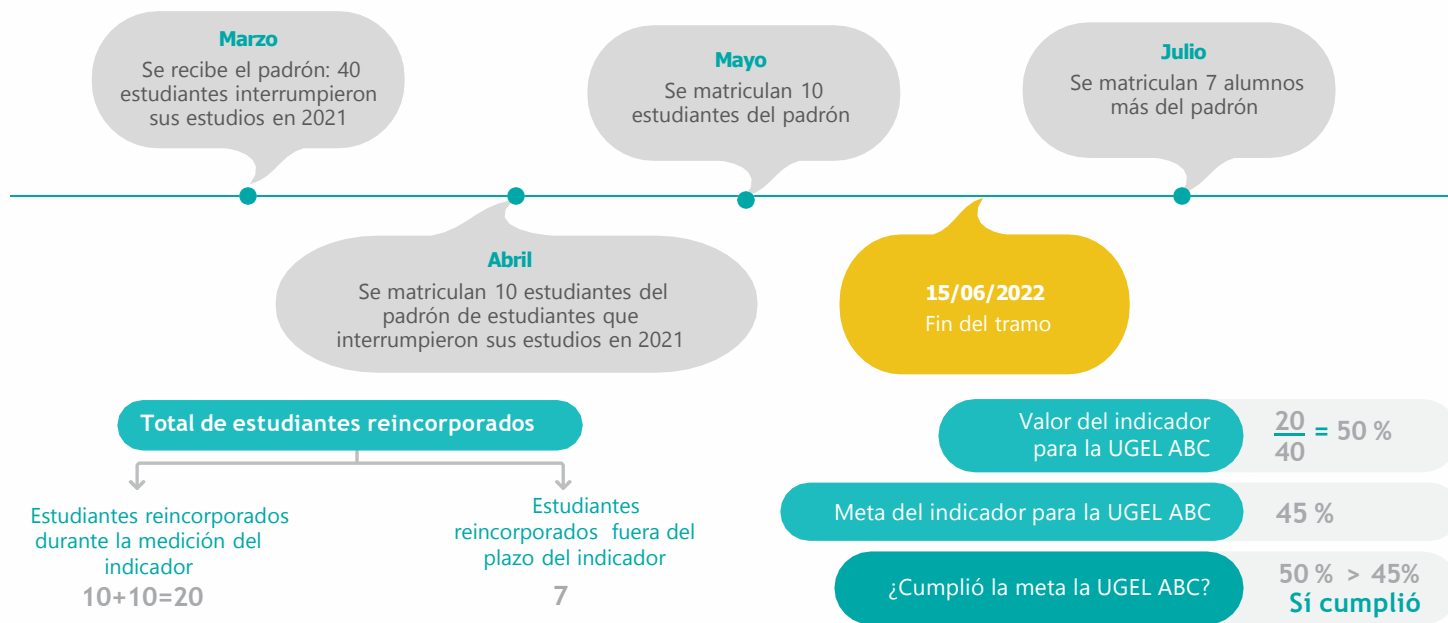 Marzo
Se recibe el padrón: 40
estudiantes interrumpieron
sus estudios en 2021
Mayo
Se matriculan 10
estudiantes del padrón
Julio
Se matriculan 7 alumnos
más del padrón
Abril
Se matriculan 10 estudiantes del
padrón de estudiantes que
interrumpieron sus estudios en 2021
15/06/2022
Fin del tramo
Total de estudiantes reincorporados
Estudiantes reincorporados
durante la medición del
indicador
10+10=20
Estudiantes
reincorporados fuera del
plazo del indicador
7
Valor del indicador
para la UGEL ABC
20
40
= 50 %
Meta del indicador para la UGEL ABC
45 %
¿Cumplió la meta la UGEL ABC?
50 % > 45%
Sí cumplió